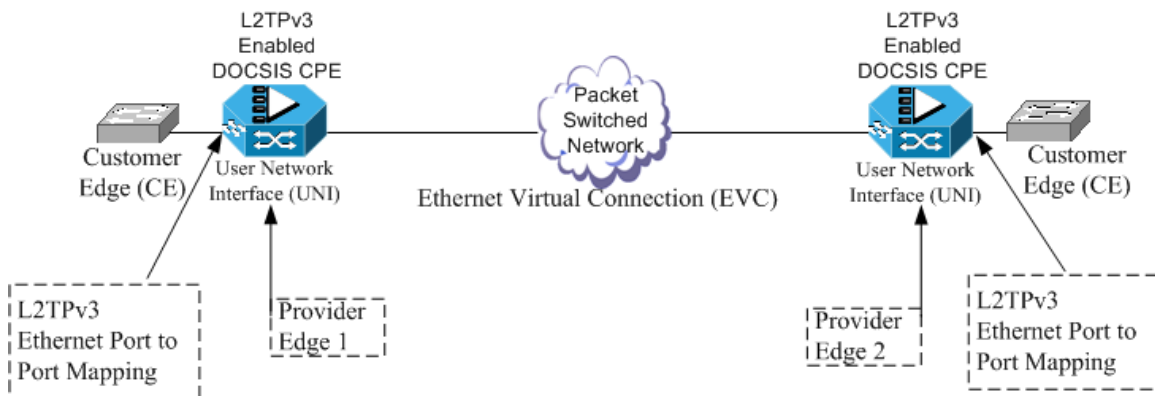 L2TPv3
Enabled
DOCSIS CPE
Customer
Edge (CE)
User Network
Interface (UNI)
Packet
Switched
Network
Ethernet Virtual Connection (EVC)
L2TPv3
Enabled
DOCSIS CPE
User Network
Interface (UNI)
Customer
Edge (CE)
L2TPv3
Ethernet Port to
Port Mapping
Provider
Edge 1
Provider
Edge 2
L2TPv3
Ethernet Port to
Port Mapping